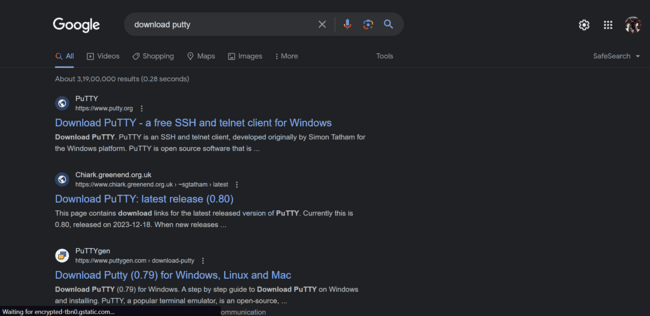 Google
download putty
All
Videos
Shopping
Maps
Images
More
Tools
SafeSearch
About 3,19,00,000 results (0.28 seconds)
PuTTY
https://www.putty.org
Download PuTTY - a free SSH and telnet client for Windows
Download PuTTY. PuTTY is an SSH and telnet client, developed originally by Simon Tatham for
the Windows platform. PuTTY is open source software that is ...
Chiark.greenend.org.uk
https://www.chiark.greenend.org.uk › ~sgtatham › latest
Download PuTTY: latest release (0.80)
This page contains download links for the latest released version of PuTTY. Currently this is
0.80, released on 2023-12-18. When new releases ...
PuTTYgen
https://www.puttygen.com › download-putty
Download Putty (0.79) for Windows, Linux and Mac
Download PuTTY (0.79) for Windows. A step by step guide to Download PuTTY on Windows
and installing. PuTTY, a popular terminal emulator, is an open-source, ...
Waiting for encrypted-tbn0.gstatic.com...
ommunication